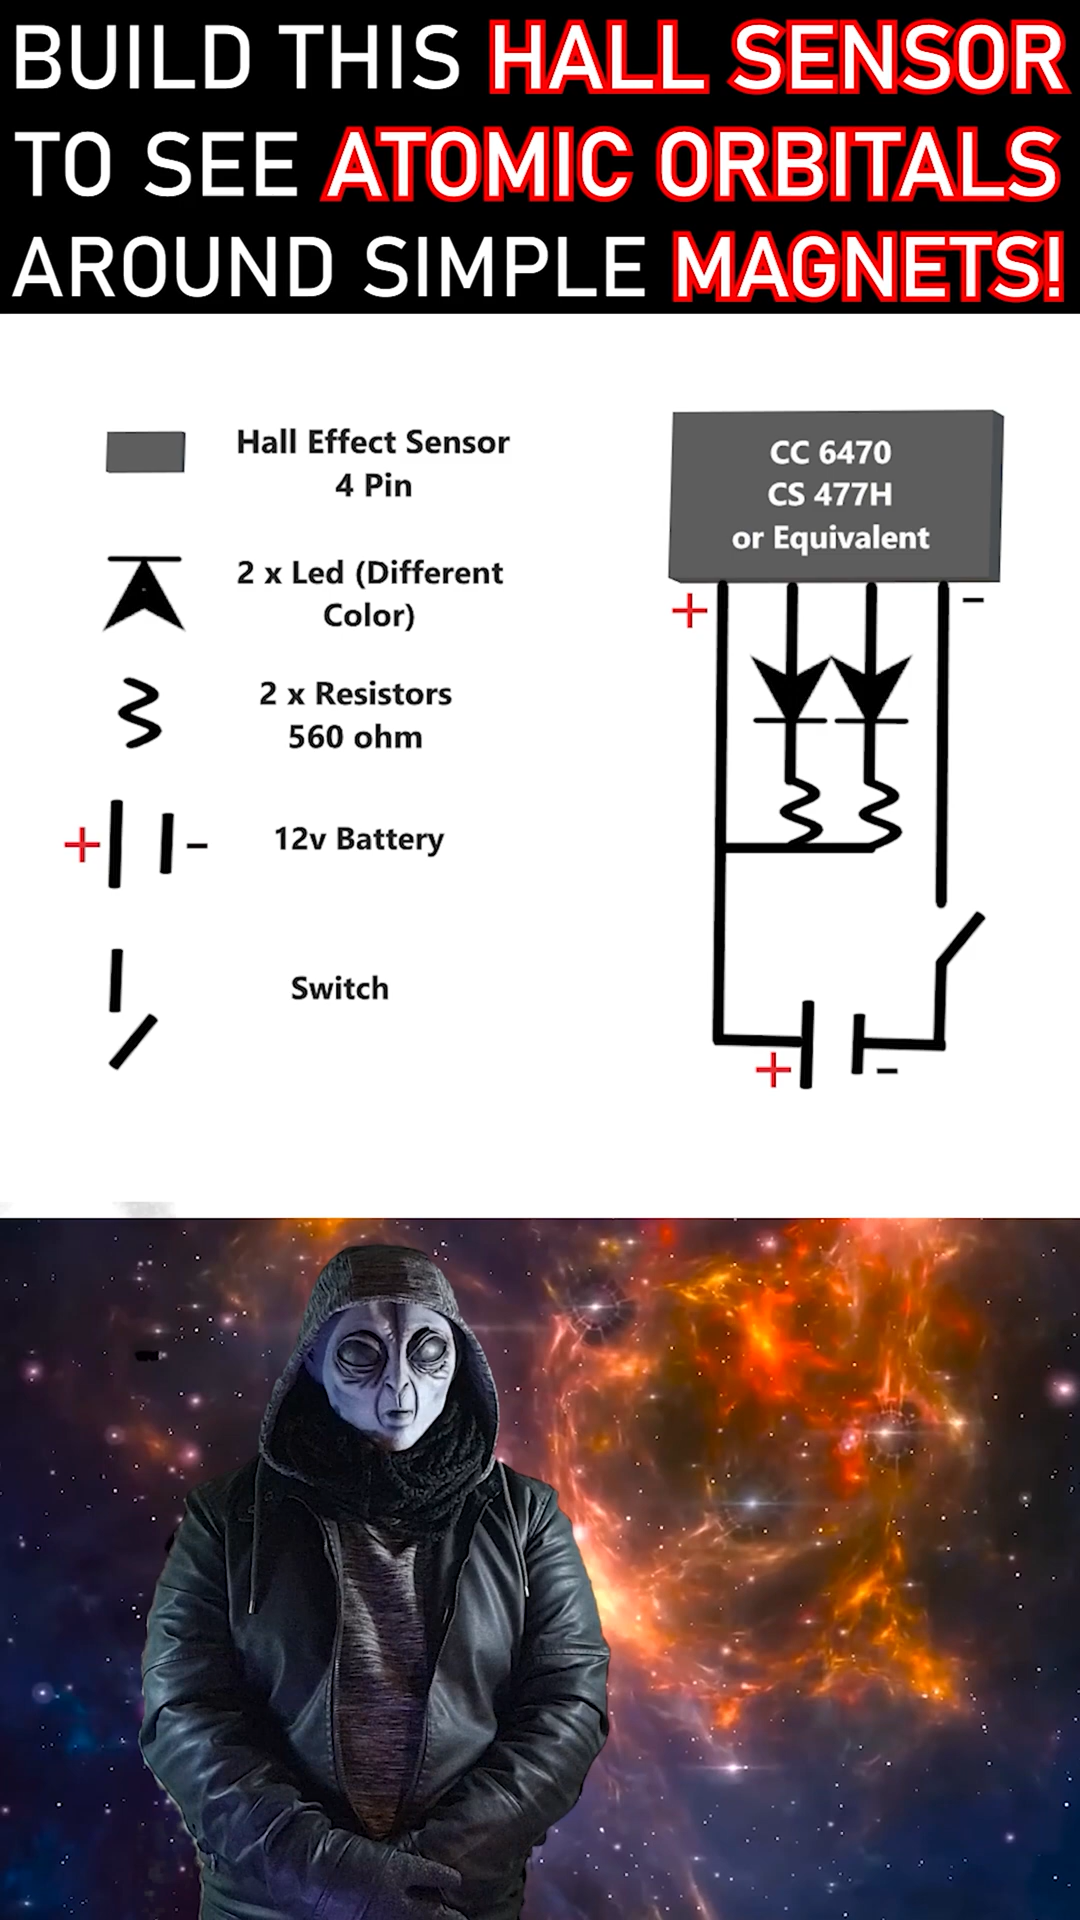 BUILD THIS HALL SENSOR
TO SEE ATOMIC ORBITALS
AROUND SIMPLE MAGNETS!
Hall Effect Sensor
4 Pin
2 x Led (Different
Color)
2 x Resistors
560 ohm
+ -
12v Battery
Switch
CC 6470
CS 477H
or Equivalent
+ -
+ -